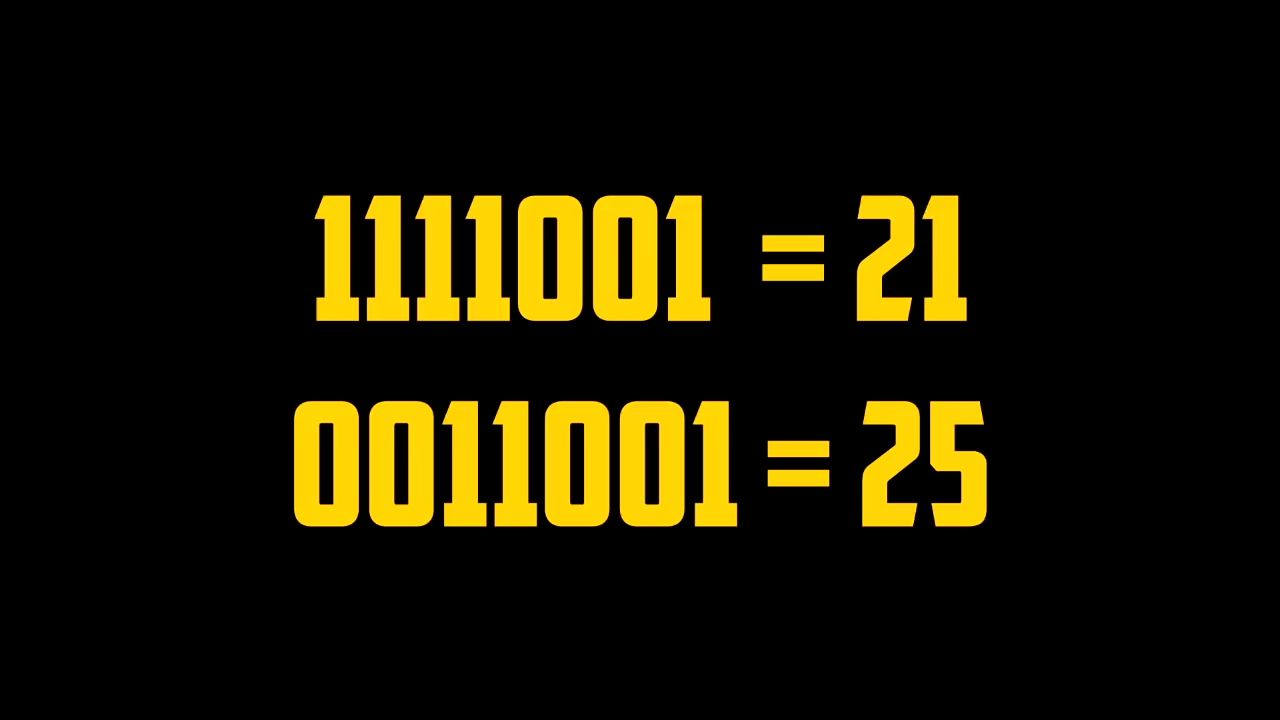 1111001 = 21
0011001 = 25